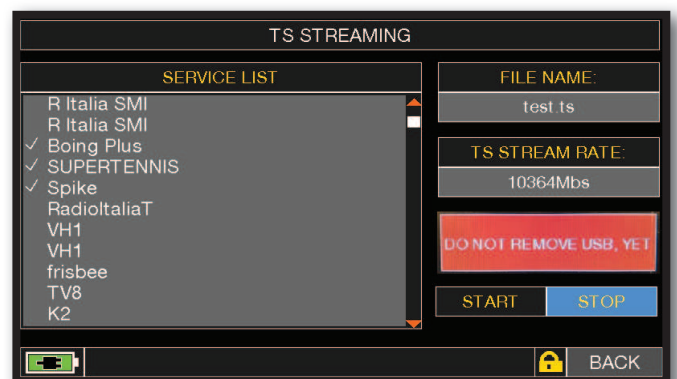 TS STREAMING
SERVICE LIST
R Italia SMI
R Italia SMI
✓ Boing Plus
✓ SUPERTENNIS
✓ Spike
RadioItaliaT
VH1
VH1
frisbee
TV8
K2
FILE NAME:
test.ts
TS STREAM RATE:
10364Mbs
DO NOT REMOVE USB, YET
START STOP
BACK